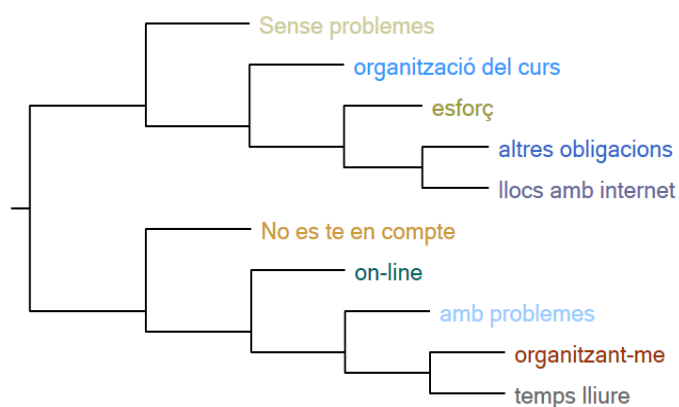 Sense problemes
organització del curs
esforç
altres obligacions
llocs amb internet
No es te en compte
on-line
amb problemes
organitzant-me
temps lliure